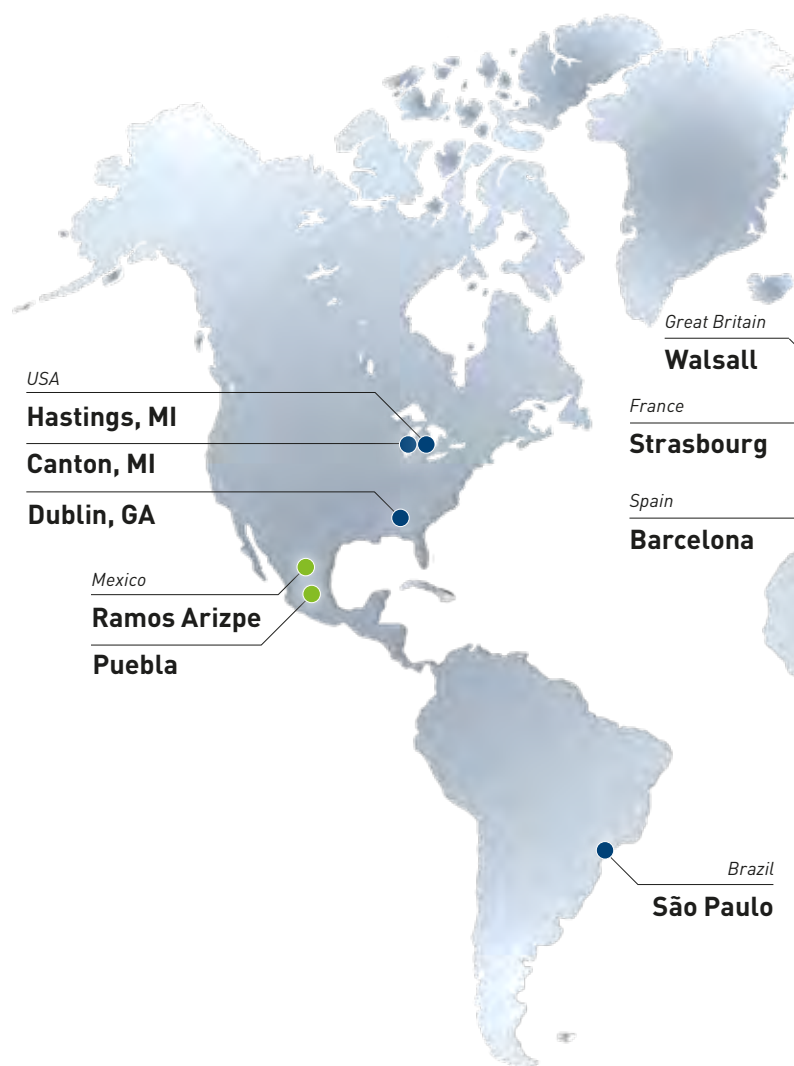 Great Britain
Walsall
USA
Hastings, MI
Canton, MI
Dublin, GA
France
Strasbourg
Spain
Barcelona
Mexico
Ramos Arizpe
Puebla
Brazil
São Paulo